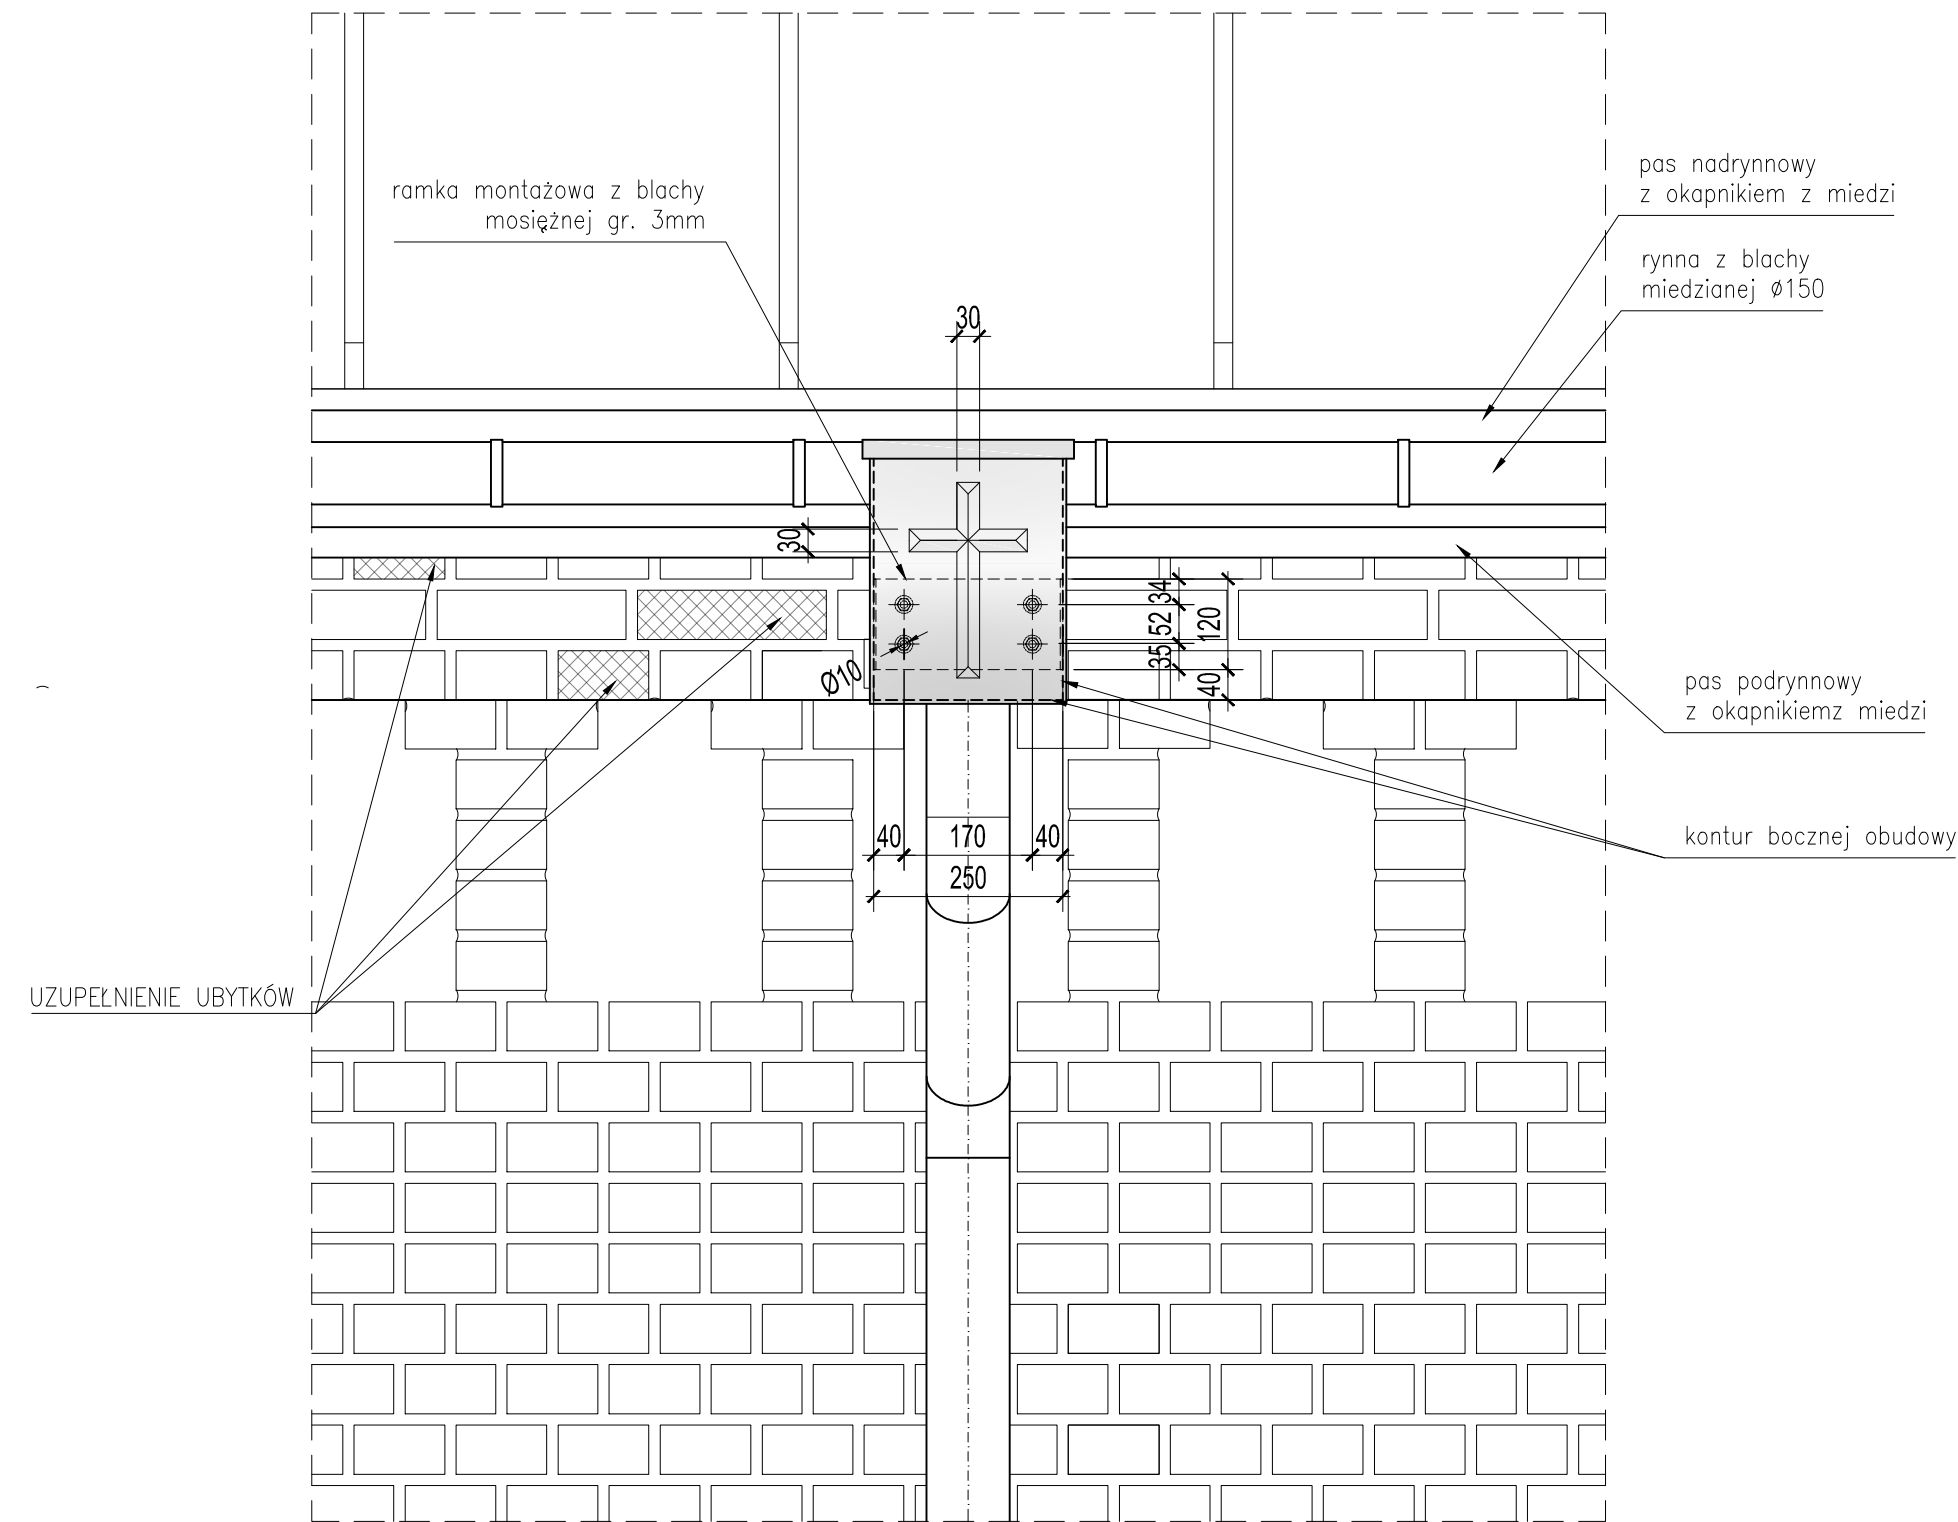 ramka montażowa z blachy
mosiężnej gr. 3mm
pas nadrynnowy
z okapnikiem z miedzi
rynna z blachy
miedzianej Ø150
30
30
34
52
120
35
40
Ø10
pas podrynnowy
z okapnikiemz miedzi
40
170
40
250
kontur bocznej obudowy
UZUPEŁNIENIE UBYTKÓW